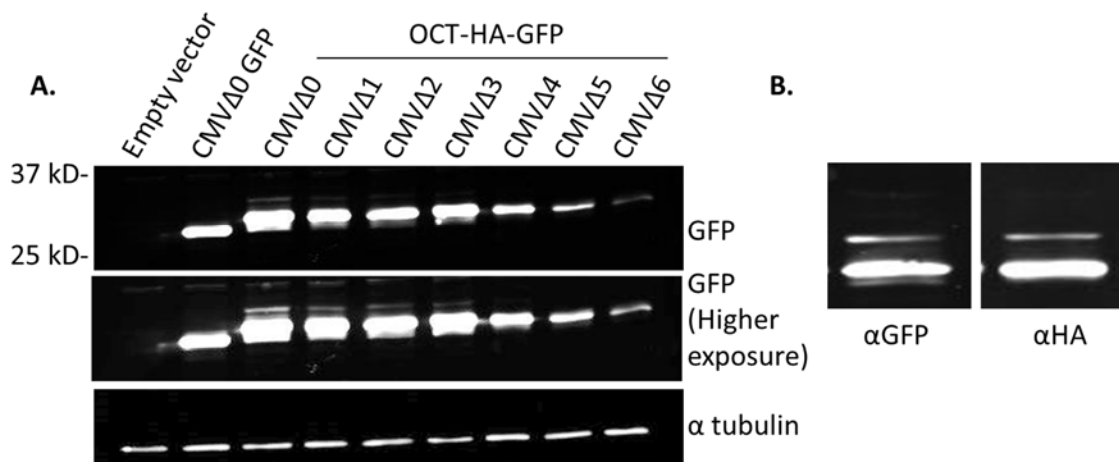 OCT-HA-GFP
A.
Empty vector
CMVΔ0 GFP
CMVΔ0
CMVΔ1
CMVΔ2
CMVΔ3
CMVΔ4
CMVΔ5
CMVΔ6
B.
37 kD-
25 kD-
GFP
GFP
(Higher
exposure)
α tubulin
αGFP
αHA